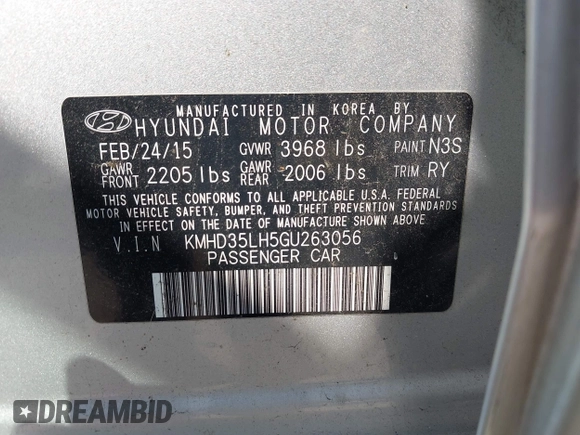 MANUFACTURED IN KOREA BY
HYUNDAI MOTOR COMPANY
FEB/24/15 GVWR 3968 lbs PAINT N3S
GAWR FRONT 2205 lbs GAWR REAR 2006 lbs TRIM RY
THIS VEHICLE CONFORMS TO ALL APPLICABLE U.S.A. FEDERAL
MOTOR VEHICLE SAFETY, BUMPER, AND THEFT PREVENTION STANDARDS
IN EFFECT ON THE DATE OF MANUFACTURE SHOWN ABOVE.
V.I.N KMHD35LH5GU263056
PASSENGER CAR
DREAMBID